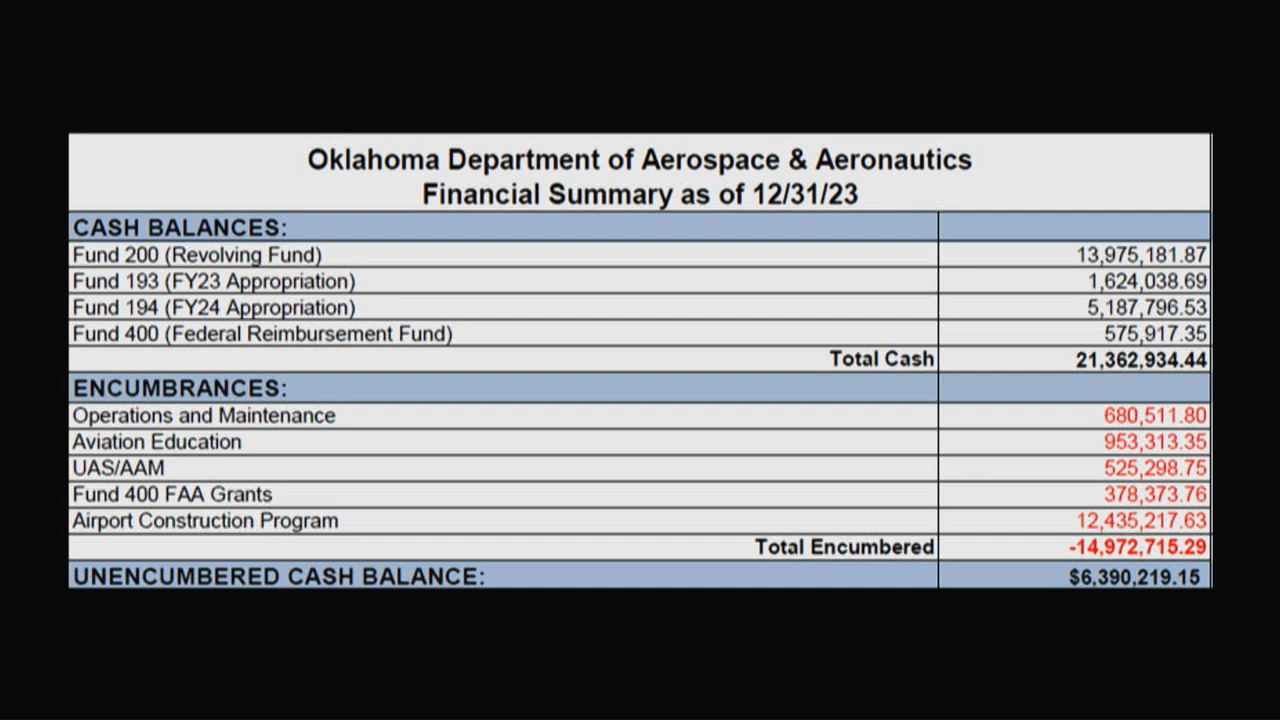 Oklahoma Department of Aerospace & Aeronautics
Financial Summary as of 12/31/23
CASH BALANCES:
Fund 200 (Revolving Fund) 13,975,181.87
Fund 193 (FY23 Appropriation) 1,624,038.69
Fund 194 (FY24 Appropriation) 5,187,796.53
Fund 400 (Federal Reimbursement Fund) 575,917.35
Total Cash 21,362,934.44
ENCUMBRANCES:
Operations and Maintenance 680,511.80
Aviation Education 953,313.35
UAS/AAM 525,298.75
Fund 400 FAA Grants 378,373.76
Airport Construction Program 12,435,217.63
Total Encumbered -14,972,715.29
UNENCUMBERED CASH BALANCE: $6,390,219.15